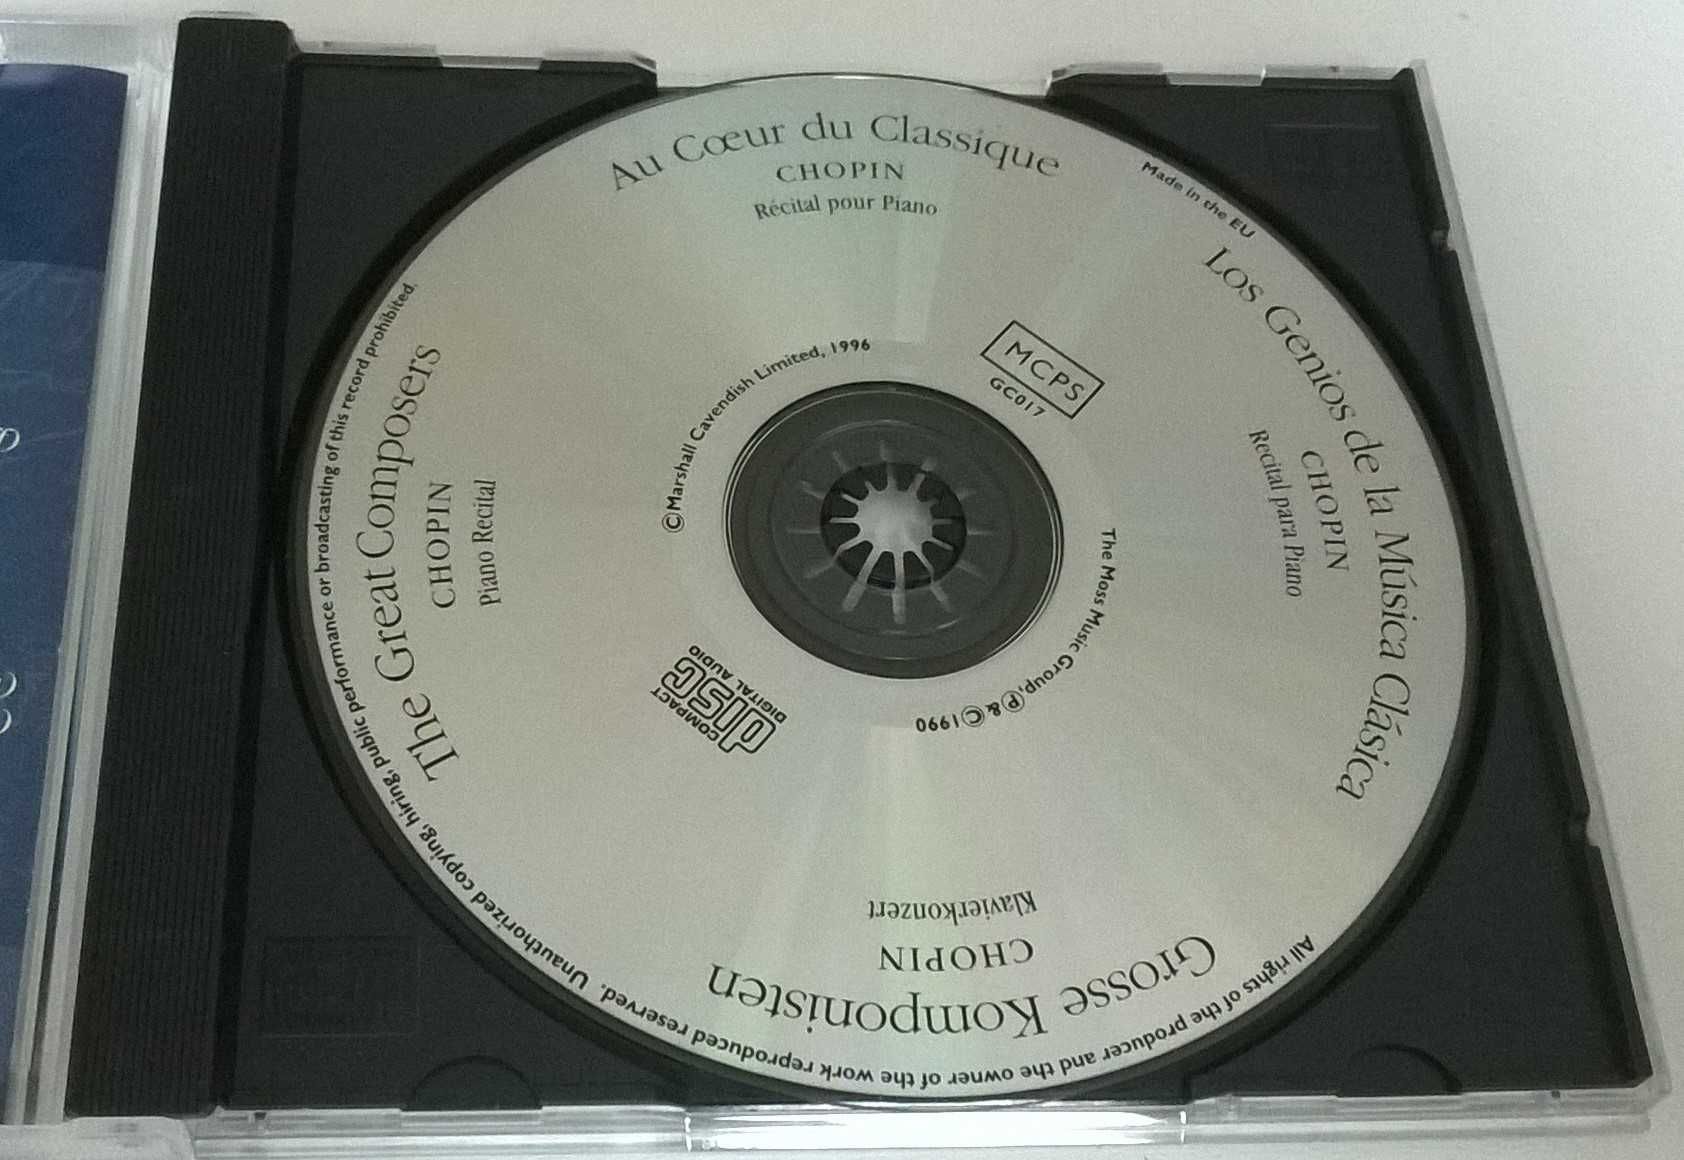 Au Cœur du Classique
CHOPIN
Récital pour Piano
Made in the EU
Los Genios de la Música Clásica
CHOPIN
Recital para Piano
MCPS
GC017
©Marshall Cavendish Limited, 1996
The Moss Music Group,Ⓟ&©1990
The Great Composers
CHOPIN
Piano Recital
COMPACT
disc
DIGITAL AUDIO
Grosse Komponisten
CHOPIN
Klavierkonzert
All rights of the producer and the owner of the work reproduced reserved. Unauthorized copying, hiring, public performance or broadcasting of this record prohibited.